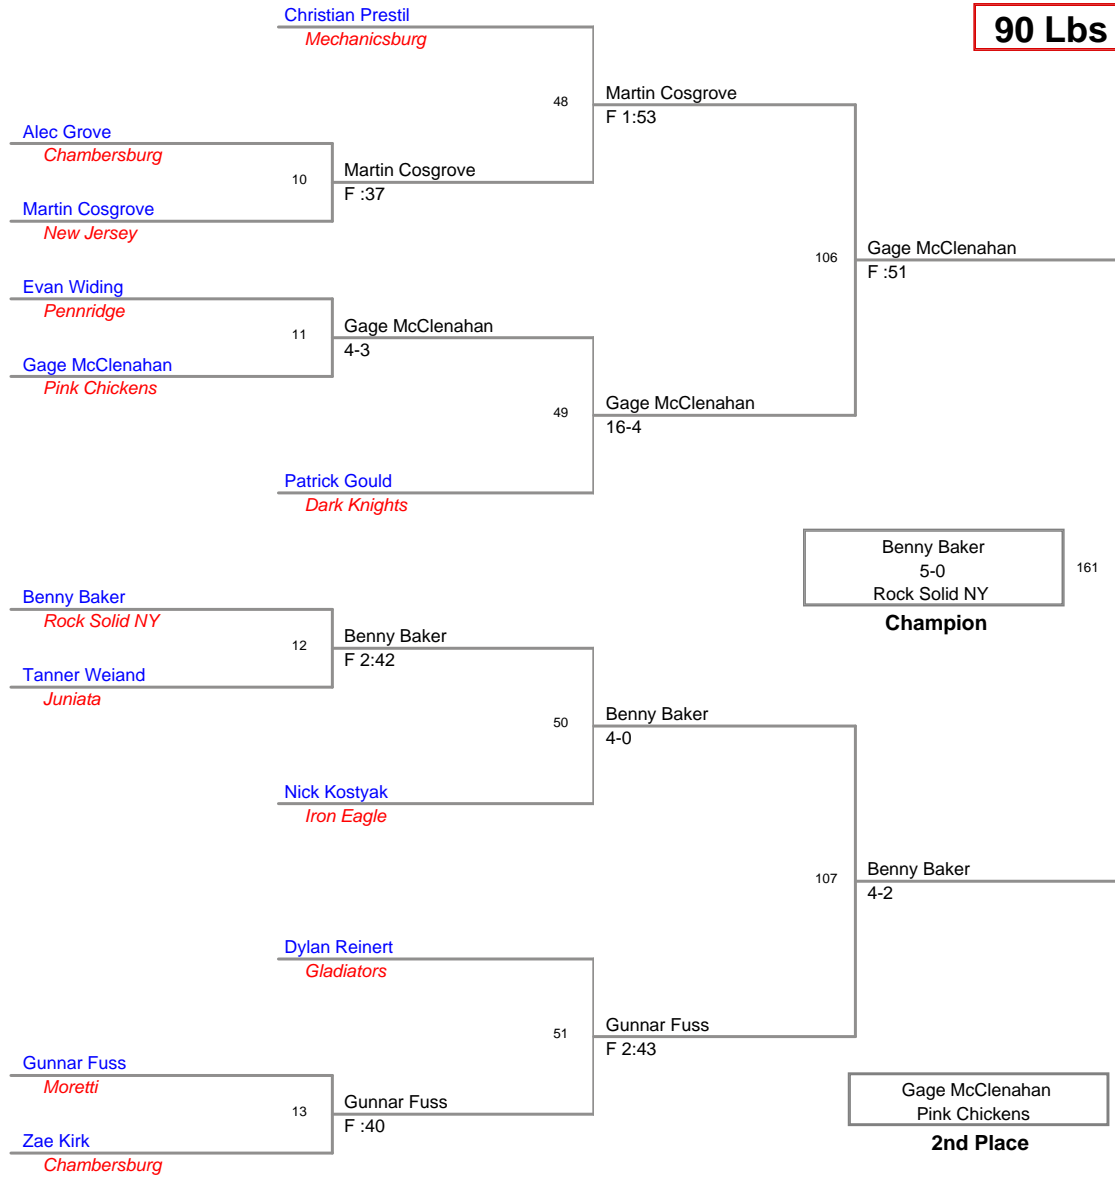 Christian Prestil
Mechanicsburg
90 Lbs
48
Martin Cosgrove
F 1:53
Alec Grove
Chambersburg
10
Martin Cosgrove
F :37
Martin Cosgrove
New Jersey
106
Gage McClenahan
F :51
Evan Widing
Pennridge
11
Gage McClenahan
4-3
Gage McClenahan
Pink Chickens
49
Gage McClenahan
16-4
Patrick Gould
Dark Knights
Benny Baker
5-0
Rock Solid NY
161
Champion
Benny Baker
Rock Solid NY
12
Benny Baker
F 2:42
Tanner Weiand
Juniata
50
Benny Baker
4-0
Nick Kostyak
Iron Eagle
107
Benny Baker
4-2
Dylan Reinert
Gladiators
51
Gunnar Fuss
F 2:43
Gunnar Fuss
Moretti
13
Gunnar Fuss
F :40
Zae Kirk
Chambersburg
Gage McClenahan
Pink Chickens
2nd Place